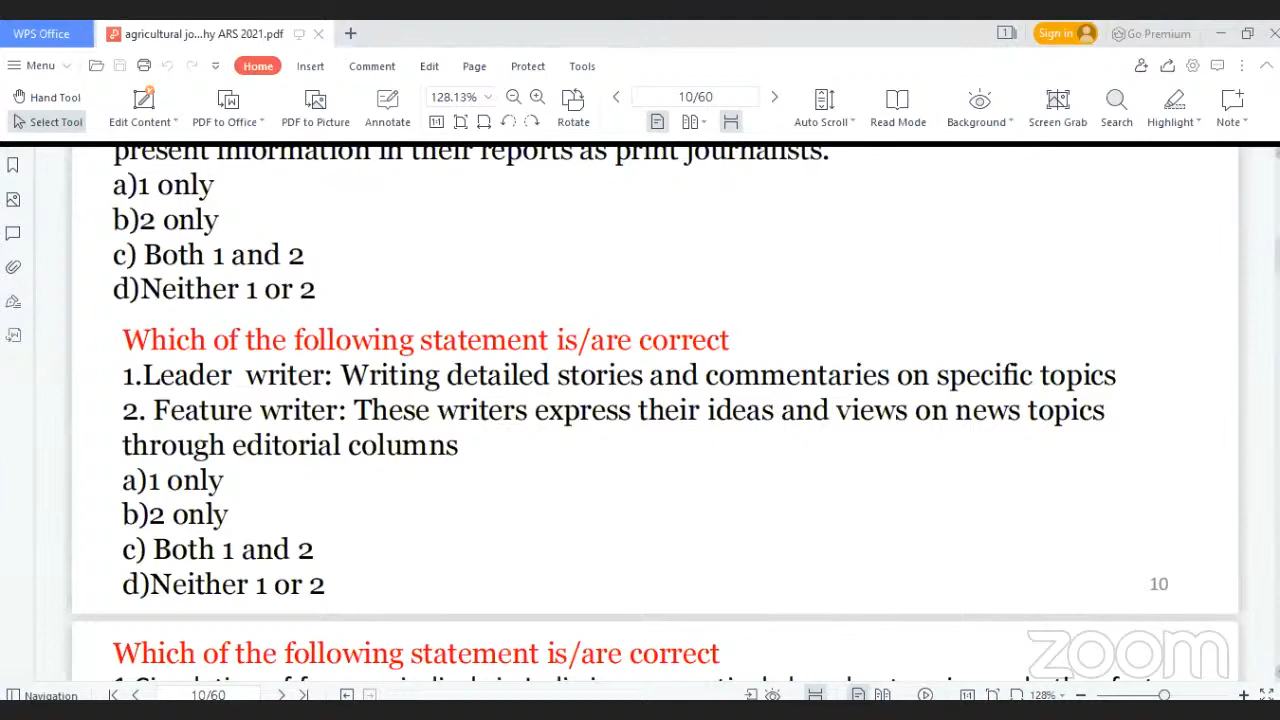 WPS Office
agricultural jo...hy ARS 2021.pdf
1
Sign in
Go Premium
Menu
Home
Insert
Comment
Edit
Page
Protect
Tools
Hand Tool
Select Tool
Edit Content
PDF to Office
PDF to Picture
Annotate
128.13%
Rotate
10/60
Auto Scroll
Read Mode
Background
Screen Grab
Search
Highlight
Note
present information in their reports as print journalists.
a)1 only
b)2 only
c) Both 1 and 2
d)Neither 1 or 2
Which of the following statement is/are correct
1.Leader writer: Writing detailed stories and commentaries on specific topics
2. Feature writer: These writers express their ideas and views on news topics
through editorial columns
a)1 only
b)2 only
c) Both 1 and 2
d)Neither 1 or 2
10
Which of the following statement is/are correct
zoom
Navigation
10/60
128%